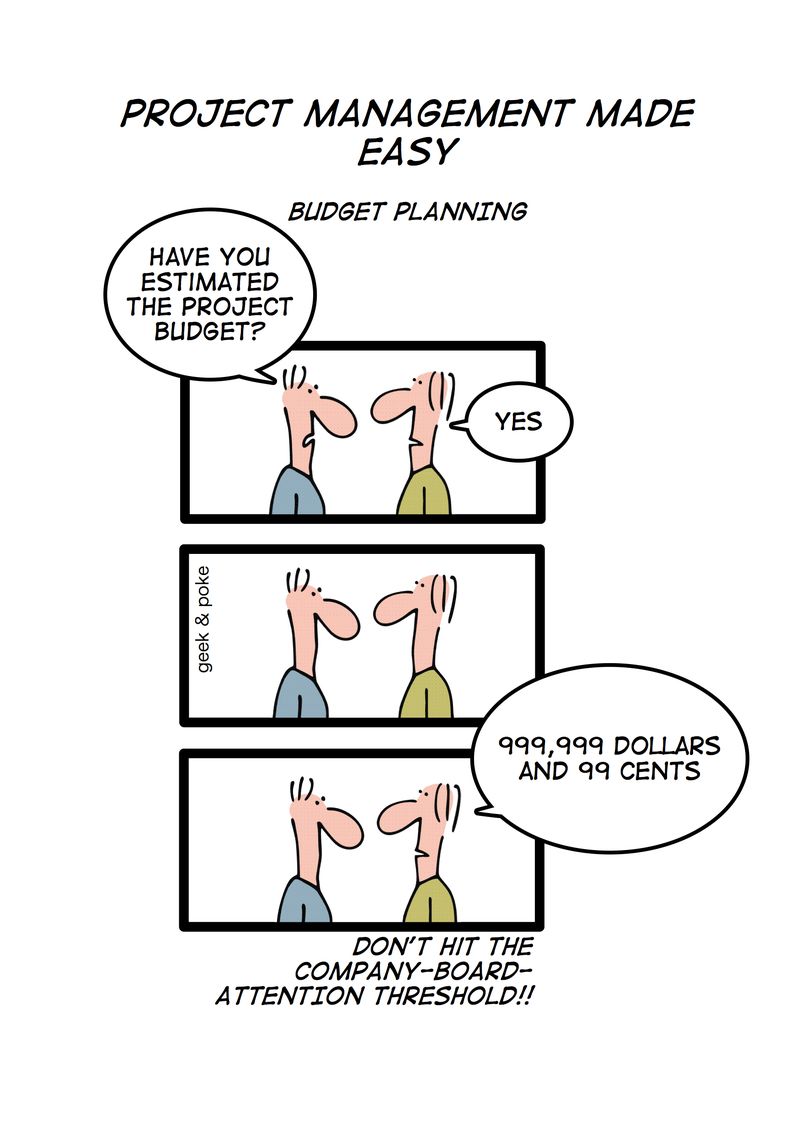 PROJECT MANAGEMENT MADE
EASY
BUDGET PLANNING
HAVE YOU
ESTIMATED
THE PROJECT
BUDGET?
YES
geek & poke
999,999 DOLLARS
AND 99 CENTS
DON'T HIT THE
COMPANY-BOARD-
ATTENTION THRESHOLD!!